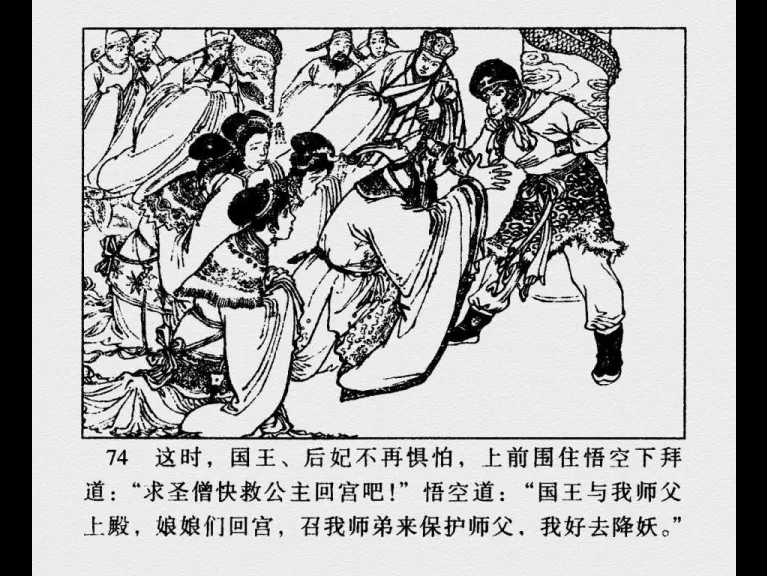 74 这时，国王、后妃不再惧怕，上前围住悟空下拜
道：“求圣僧快救公主回宫吧！”悟空道：“国王与我师父
上殿，娘娘们回宫，召我师弟来保护师父，我好去降妖。”